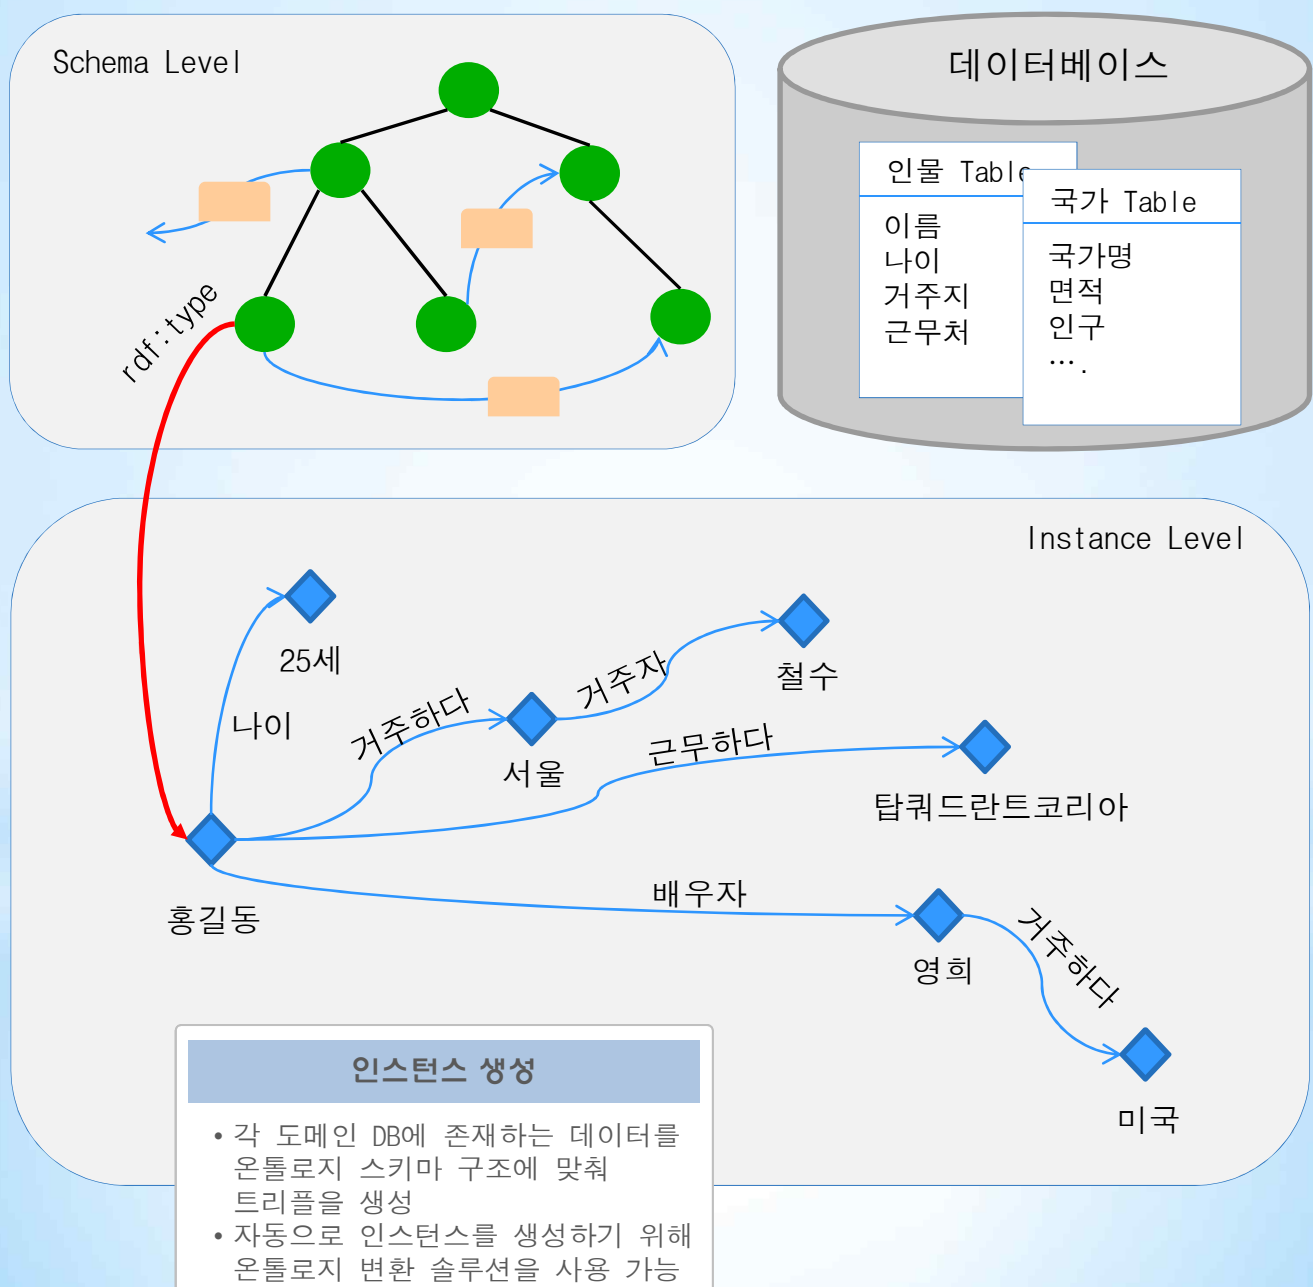 Schema Level
rdf:type
데이터베이스
인물 Table
이름
나이
거주지
근무처
국가 Table
국가명
면적
인구
….
Instance Level
25세
나이
거주하다
서울
거주자
철수
근무하다
탑쿼드란트코리아
홍길동
배우자
영희
거주하다
미국
인스턴스 생성
• 각 도메인 DB에 존재하는 데이터를
온톨로지 스키마 구조에 맞춰
트리플을 생성
• 자동으로 인스턴스를 생성하기 위해
온톨로지 변환 솔루션을 사용 가능